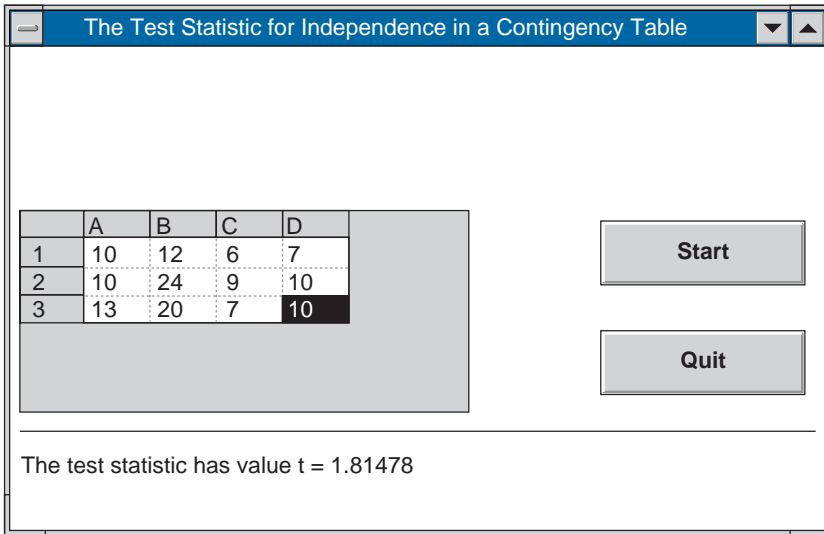 The Test Statistic for Independence in a Contingency Table
A B C D
1 10 12 6 7
2 10 24 9 10
3 13 20 7 10
Start
Quit
The test statistic has value t = 1.81478